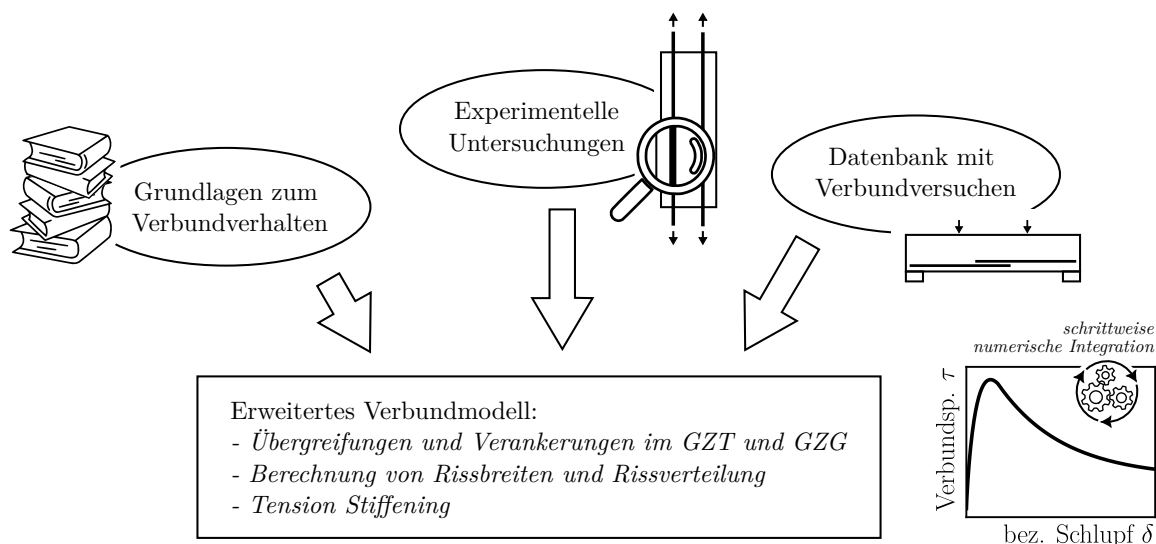 Experimentelle
Untersuchungen
Grundlagen zum
Verbundverhalten
Datenbank mit
Verbundversuchen
schrittweise
numerische Integration
Erweitertes Verbundmodell:
- Übergreifungen und Verankerungen im GZT und GZG
- Berechnung von Rissbreiten und Rissverteilung
- Tension Stiffening
Verbundsp. τ
bez. Schlupf δ